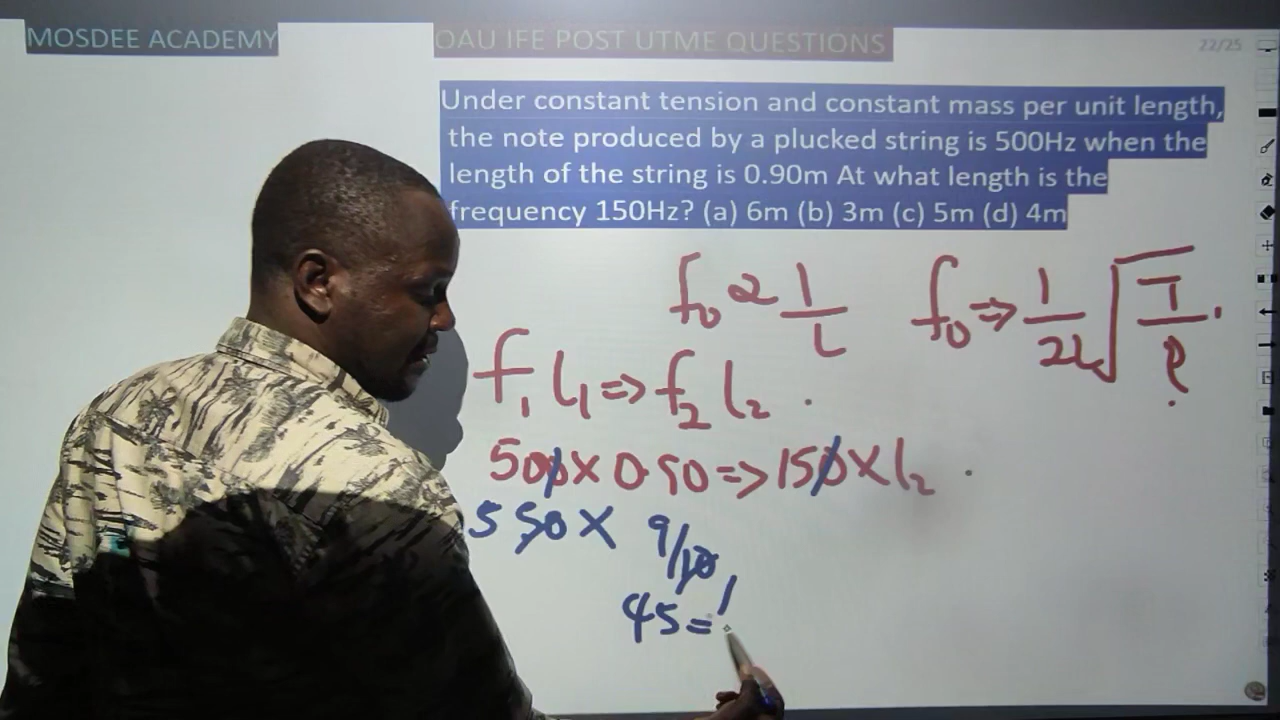 MOSDEE ACADEMY
OAU IFE POST UTME QUESTIONS
22/25
Under constant tension and constant mass per unit length,
the note produced by a plucked string is 500Hz when the
length of the string is 0.90m At what length is the
frequency 150Hz? (a) 6m (b) 3m (c) 5m (d) 4m
f₀ ∝ 1/L f₀ => 1/2L √T/ρ .
f₁ l₁ => f₂ l₂ .
500 × 0.90 => 150 × l₂ .
5 50 × 9/10
45 = 1